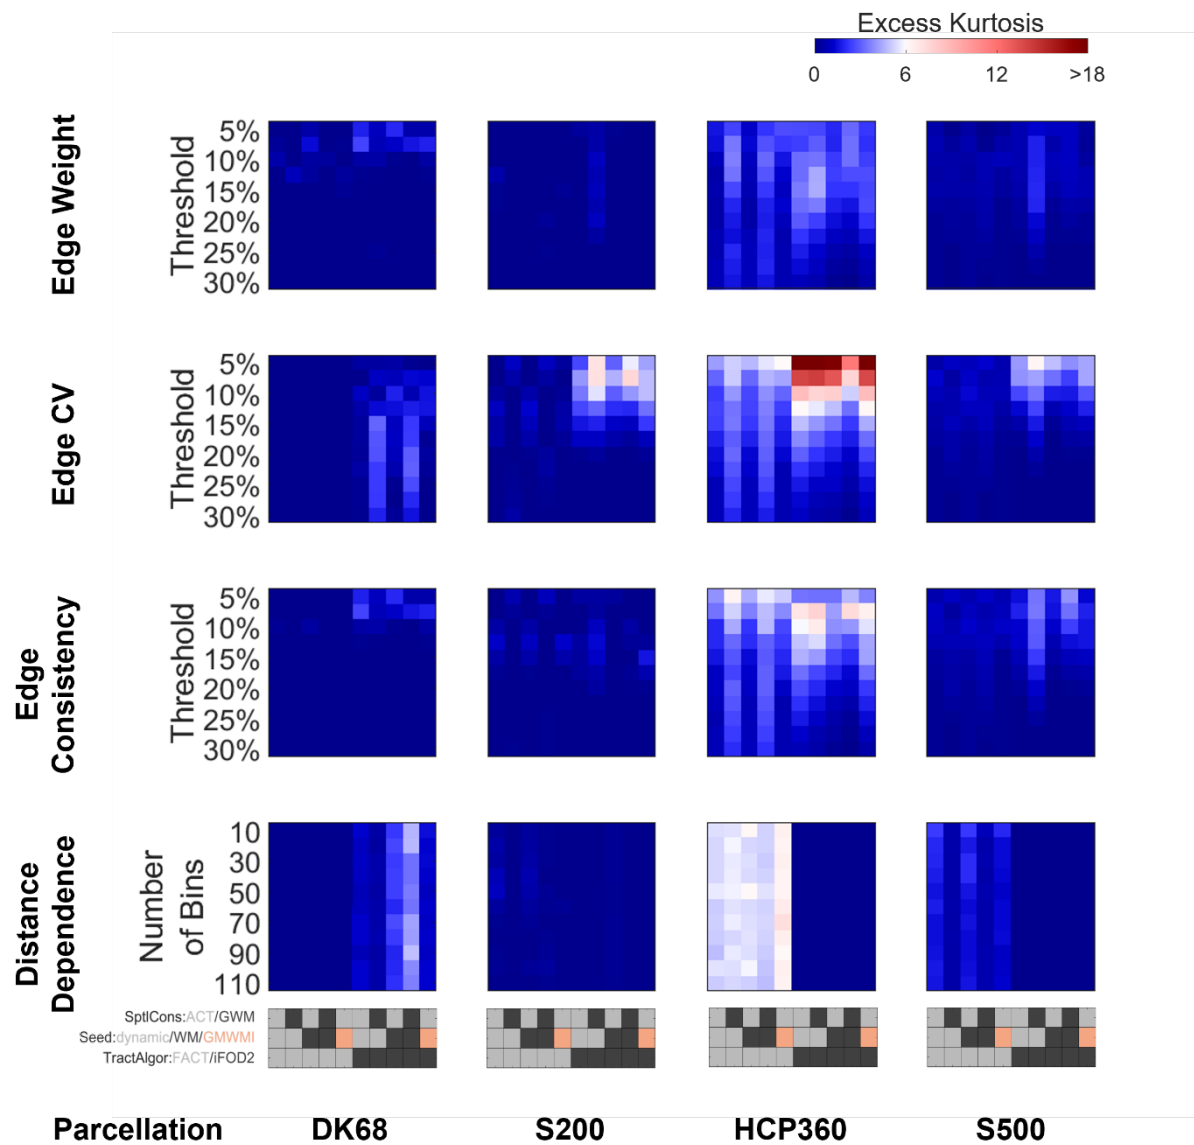 Excess Kurtosis
0 6 12 >18
Edge Weight
Threshold
5%
10%
15%
20%
25%
30%
Edge CV
Threshold
5%
10%
15%
20%
25%
30%
Edge
Consistency
Threshold
5%
10%
15%
20%
25%
30%
Distance
Dependence
Number
of Bins
10
30
50
70
90
110
SptlCons:ACT/GWM
Seed:dynamic/WM/GMWMI
TractAlgor:FACT/iFOD2
Parcellation DK68 S200 HCP360 S500